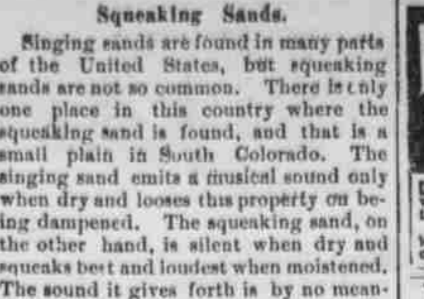 Squeaking Sands.
Singing sands are found in many parts
of the United States, but squeaking
sands are not so common. There is only
one place in this country where the
squeaking sand is found, and that is a
small plain in South Colorado. The
singing sand emits a musical sound only
when dry and looses this property on be-
ing dampened. The squeaking sand, on
the other hand, is silent when dry and
squeaks best and loudest when moistened.
The sound it gives forth is by no mean-